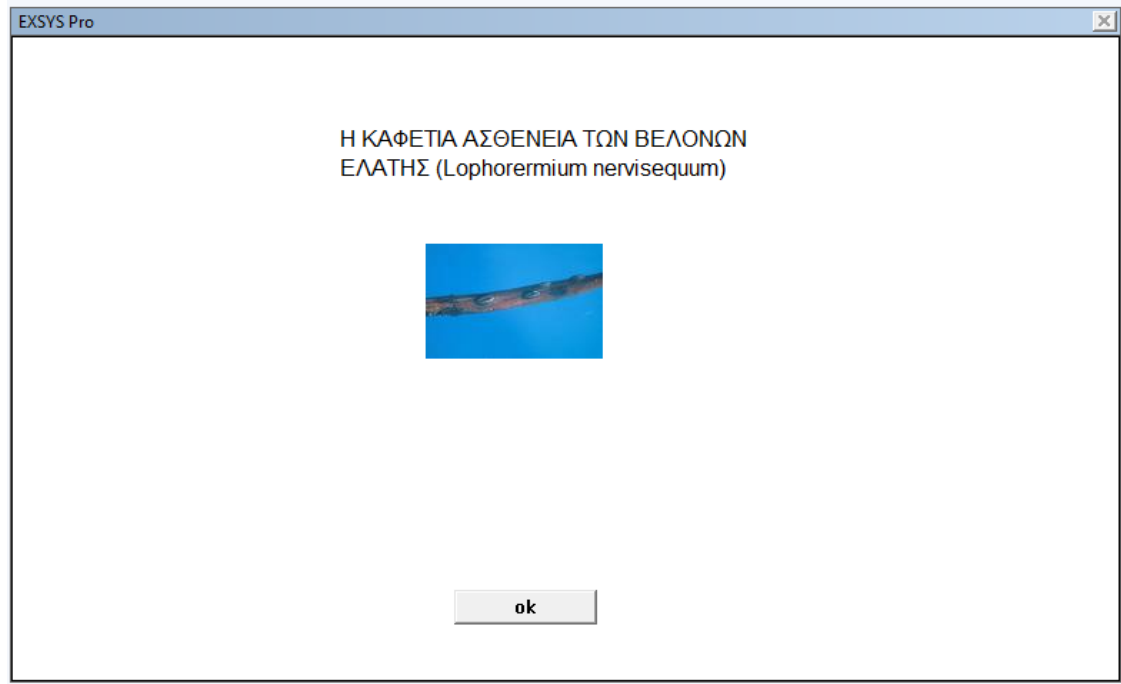 EXSYS Pro
Η ΚΑΦΕΤΙΑ ΑΣΘΕΝΕΙΑ ΤΩΝ ΒΕΛΟΝΩΝ
ΕΛΑΤΗΣ (Lophorermium nervisequum)
ok